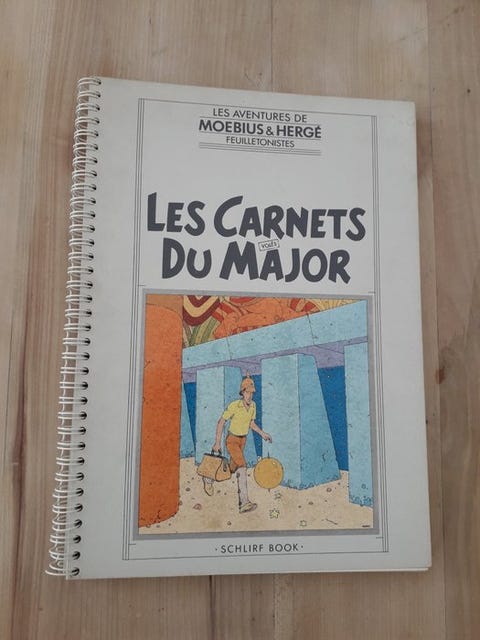 LES AVENTURES DE
MOEBIUS & HERGÉ
FEUILLETONISTES
LES CARNETS
VOLÉS
DU MAJOR
· SCHLIRF BOOK ·